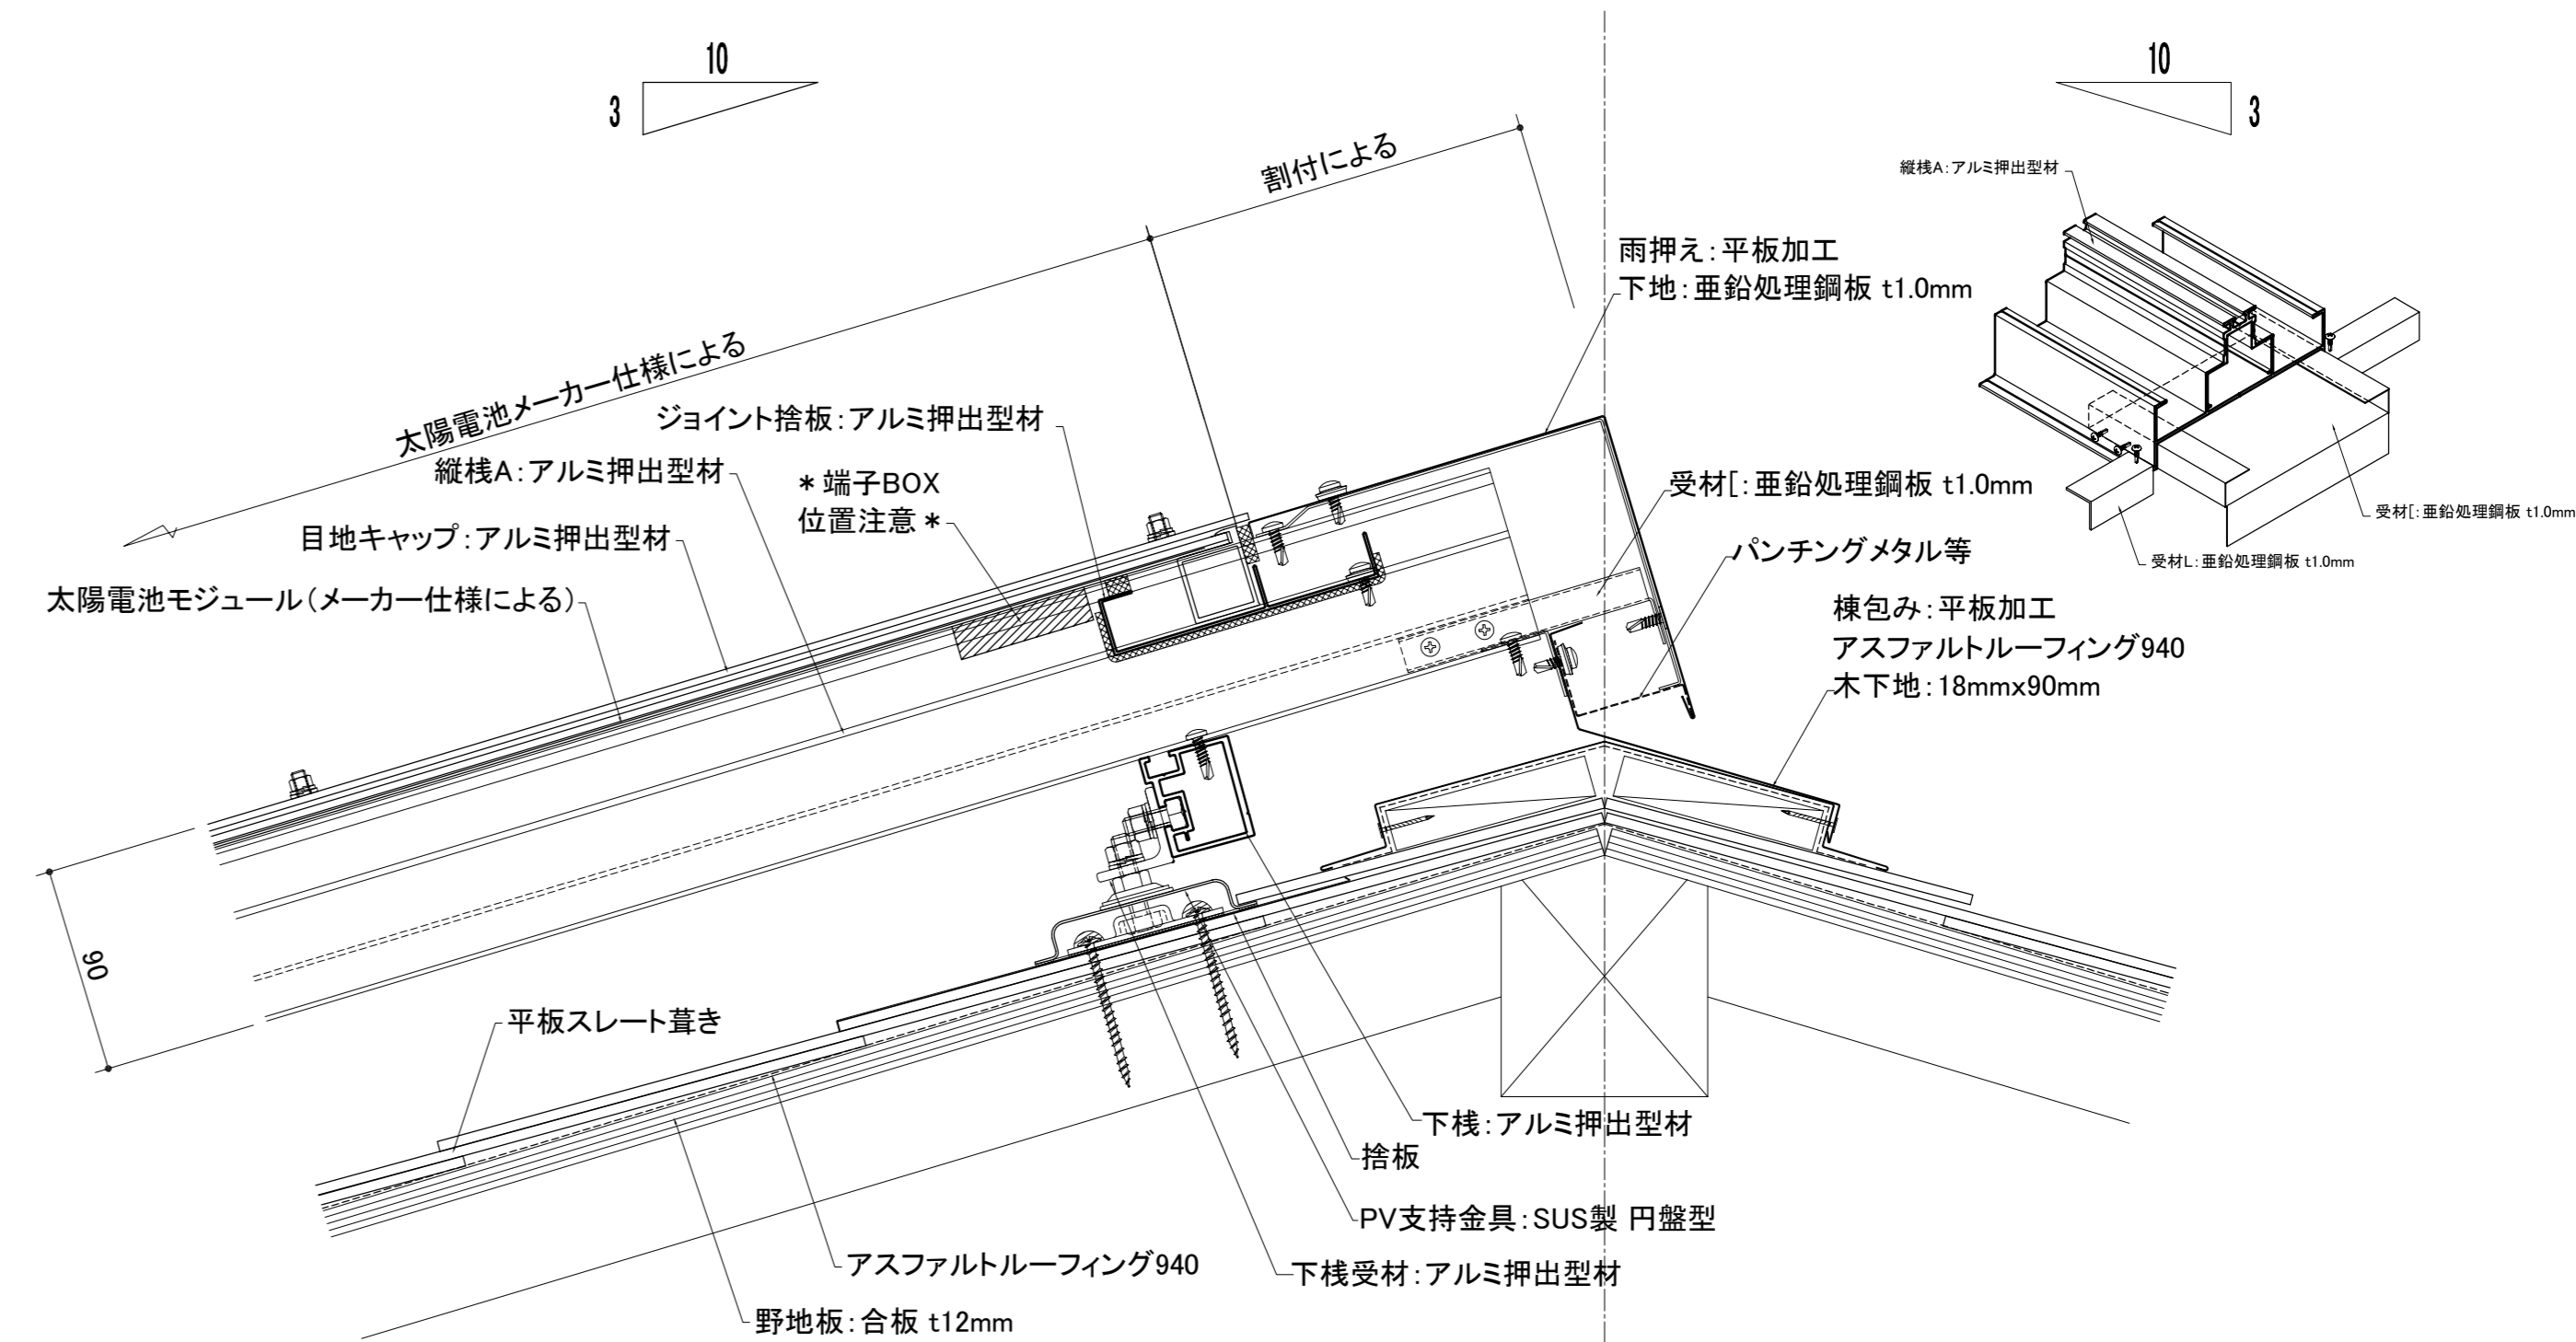 10
3
10
3
割付による
縦桟A:アルミ押出型材
雨押え:平板加工
下地:亜鉛処理鋼板 t1.0mm
太陽電池メーカー仕様による
ジョイント捨板:アルミ押出型材
縦桟A:アルミ押出型材
*端子BOX
位置注意*
受材[:亜鉛処理鋼板 t1.0mm
受材[:亜鉛処理鋼板 t1.0mm
目地キャップ:アルミ押出型材
パンチングメタル等
受材L:亜鉛処理鋼板 t1.0mm
太陽電池モジュール(メーカー仕様による)
棟包み:平板加工
アスファルトルーフィング940
木下地:18mmx90mm
90
平板スレート葺き
下桟:アルミ押出型材
捨板
PV支持金具:SUS製 円盤型
アスファルトルーフィング940
下桟受材:アルミ押出型材
野地板:合板 t12mm